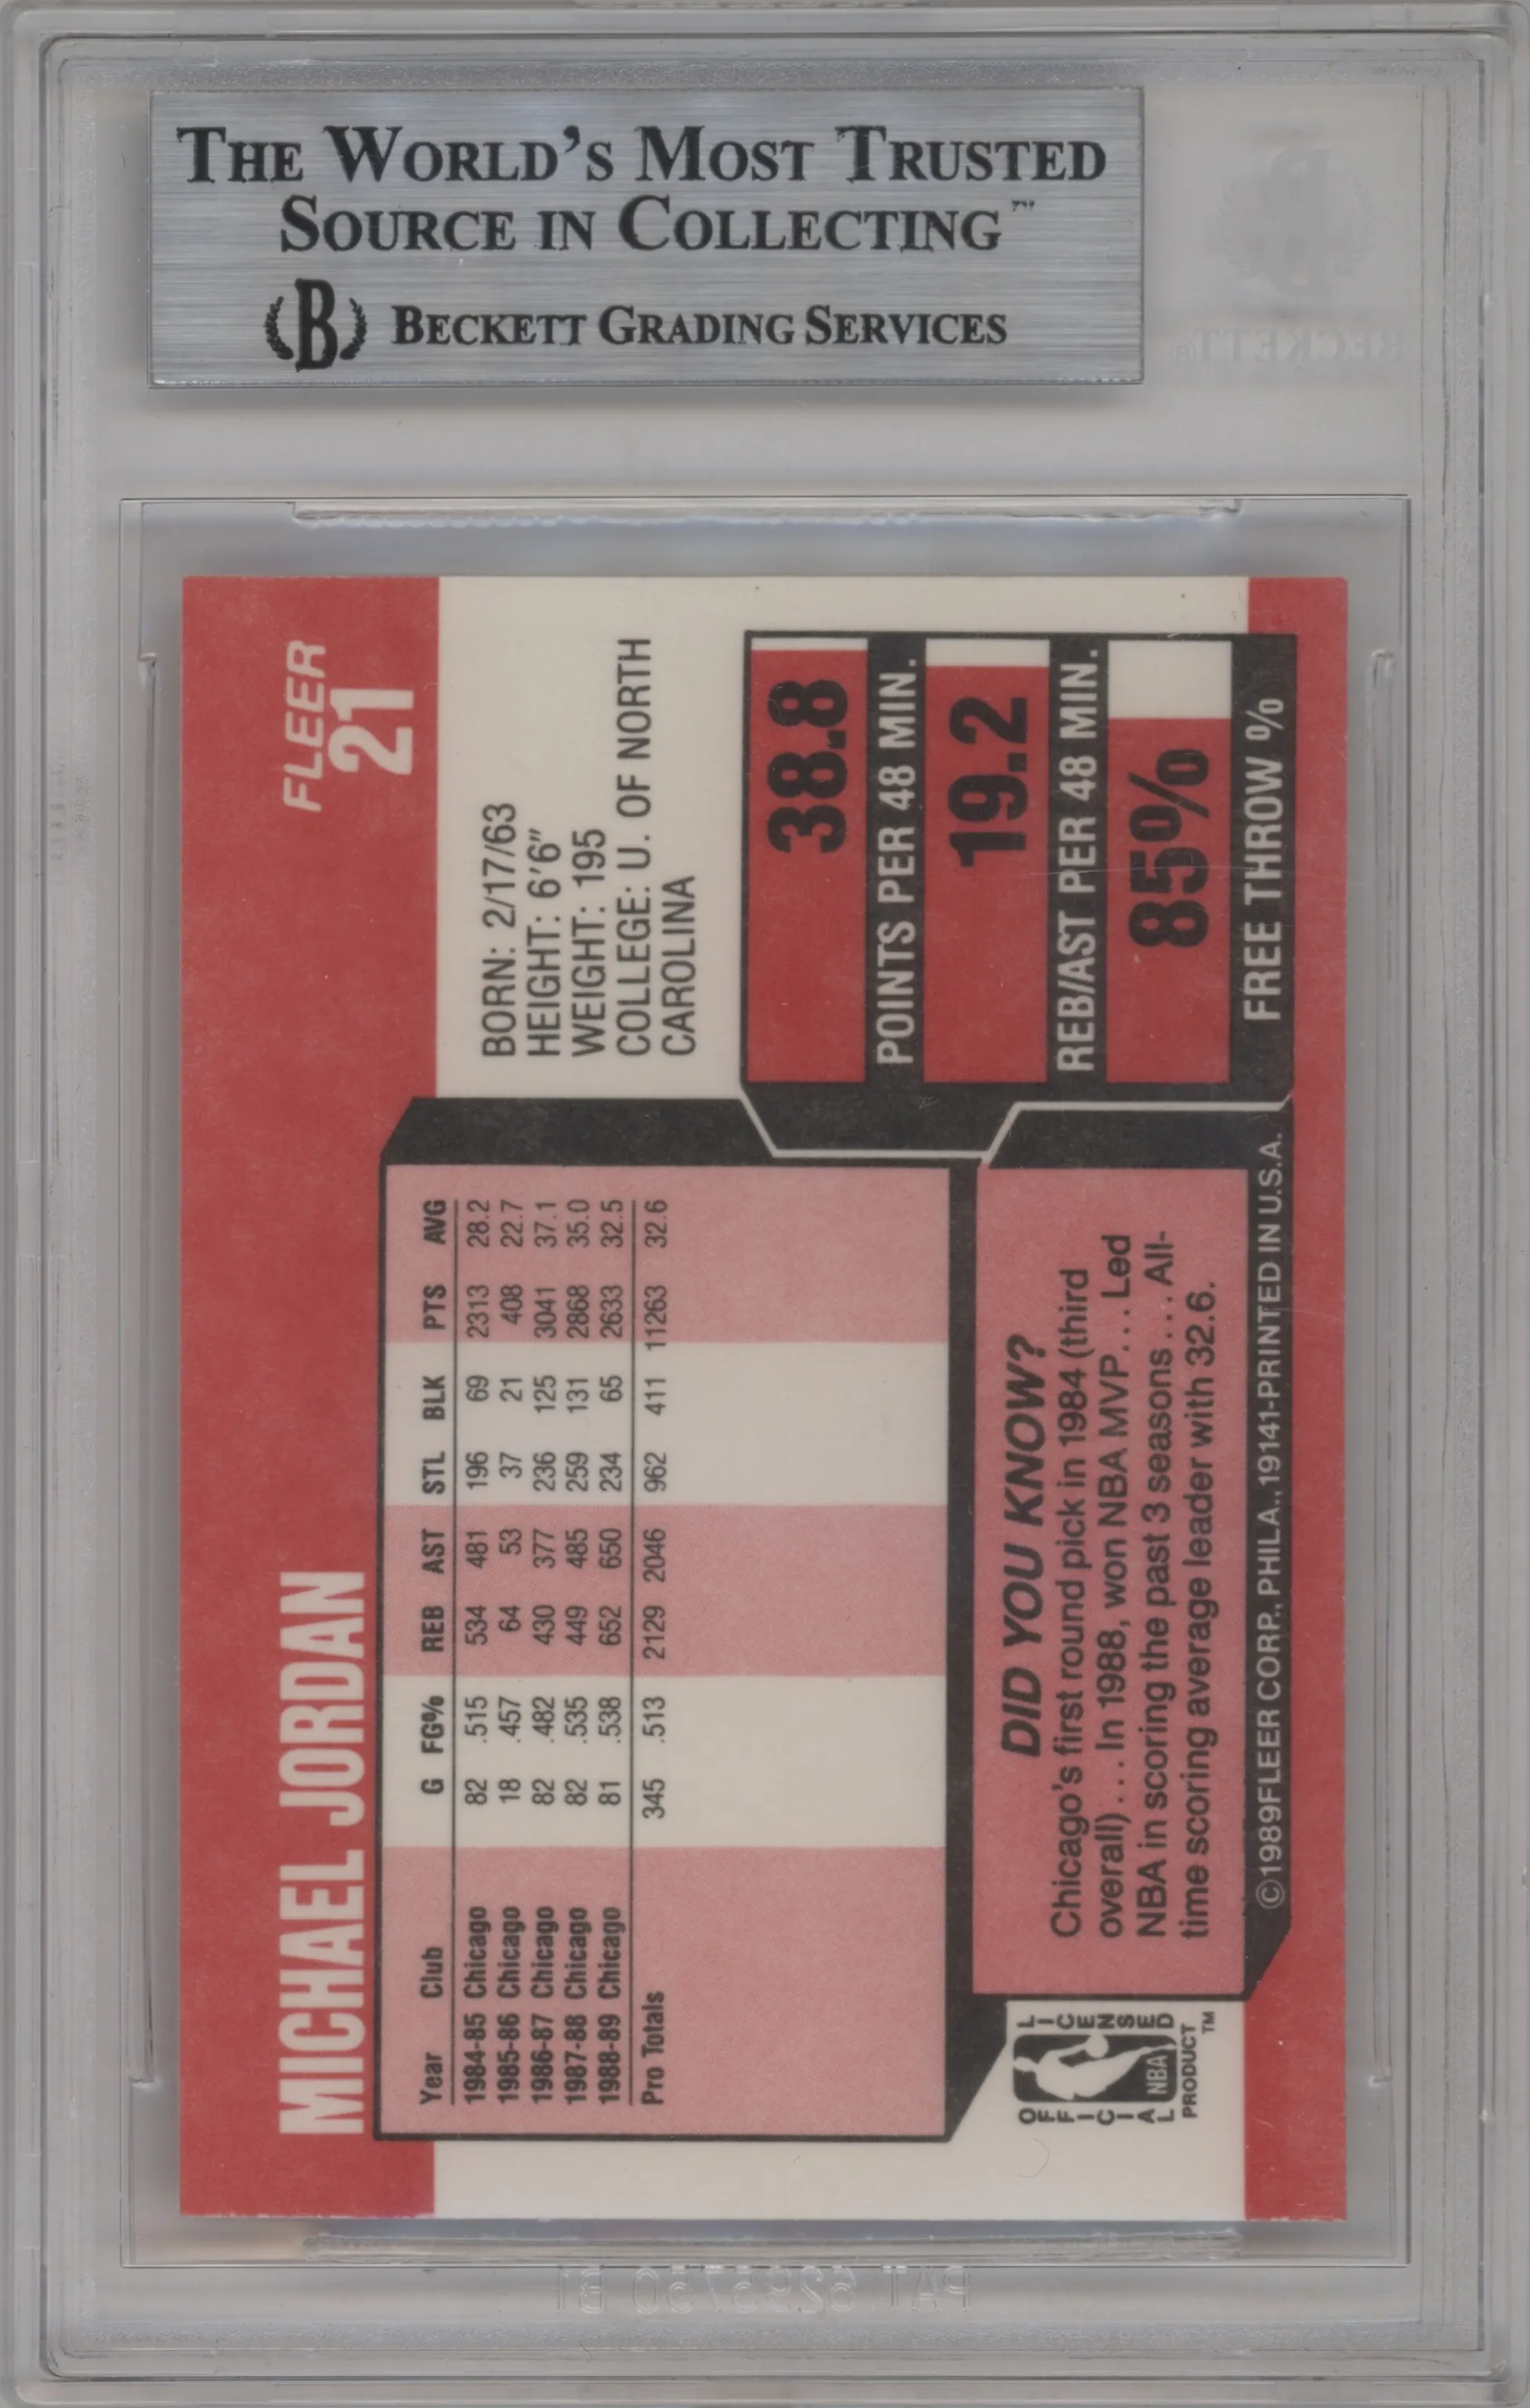 THE WORLD'S MOST TRUSTED
SOURCE IN COLLECTING™
B BECKETT GRADING SERVICES
FLEER
21
MICHAEL JORDAN
BORN: 2/17/63
HEIGHT: 6'6"
WEIGHT: 195
COLLEGE: U. OF NORTH
CAROLINA
Year Club G FG% REB AST STL BLK PTS AVG
1984-85 Chicago 82 .515 534 481 196 69 2313 28.2
1985-86 Chicago 18 .457 64 53 37 21 408 22.7
1986-87 Chicago 82 .482 430 377 236 125 3041 37.1
1987-88 Chicago 82 .535 449 485 259 131 2868 35.0
1988-89 Chicago 81 .538 652 650 234 65 2633 32.5
Pro Totals 345 .513 2129 2046 962 411 11263 32.6
38.8
POINTS PER 48 MIN.
19.2
REB/AST PER 48 MIN.
85%
FREE THROW %
DID YOU KNOW?
Chicago's first round pick in 1984 (third
overall) . . . In 1988, won NBA MVP . . . Led
NBA in scoring the past 3 seasons . . . All-
time scoring average leader with 32.6.
OFFICIAL NBA LICENSED
PRODUCT ™
©1989FLEER CORP., PHILA.,19141-PRINTED IN U.S.A.